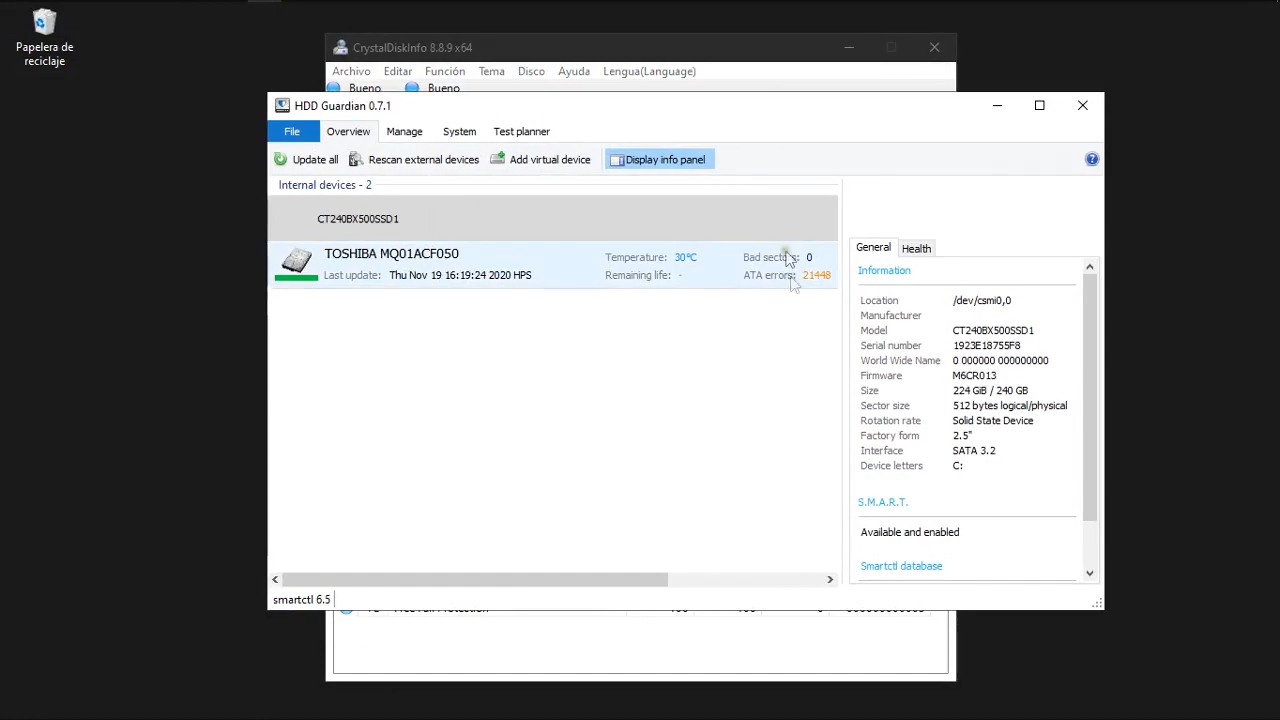 Papelera de
reciclaje
CrystalDiskInfo 8.8.9 x64
Archivo Editar Función Tema Disco Ayuda Lengua(Language)
Bueno Bueno
HDD Guardian 0.7.1
File Overview Manage System Test planner
Update all Rescan external devices Add virtual device Display info panel
Internal devices - 2
CT240BX500SSD1
TOSHIBA MQ01ACF050
Temperature: 30ºC Bad sectors: 0
Last update: Thu Nov 19 16:19:24 2020 HPS Remaining life: - ATA errors: 21448
General Health
Information
Location /dev/csmi0,0
Manufacturer
Model CT240BX500SSD1
Serial number 1923E18755F8
World Wide Name 0 000000 000000000
Firmware M6CR013
Size 224 GiB / 240 GB
Sector size 512 bytes logical/physical
Rotation rate Solid State Device
Factory form 2.5"
Interface SATA 3.2
Device letters C:
S.M.A.R.T.
Available and enabled
Smartctl database
smartctl 6.5